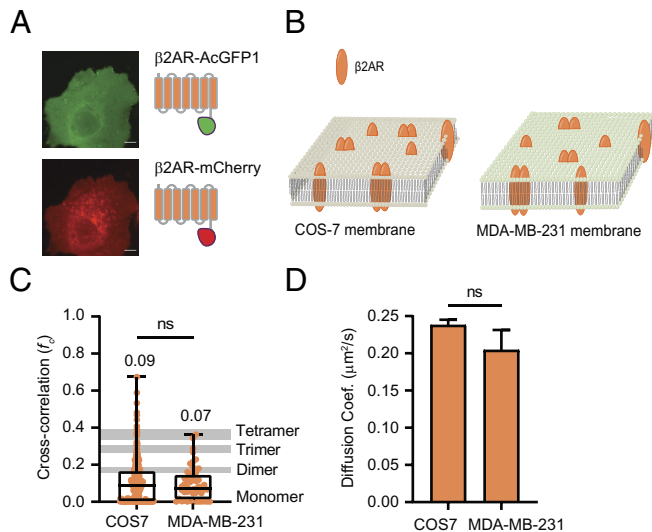 A
β2AR-AcGFP1
β2AR-mCherry
B
β2AR
COS-7 membrane
MDA-MB-231 membrane
C
Cross-correlation (fc)
1.0
0.8
0.6
0.4
0.2
0.0
ns
0.09
0.07
Tetramer
Trimer
Dimer
Monomer
COS7
MDA-MB-231
D
Diffusion Coef. (μm²/s)
0.25
0.20
0.15
0.10
0.05
0.00
ns
COS7
MDA-MB-231